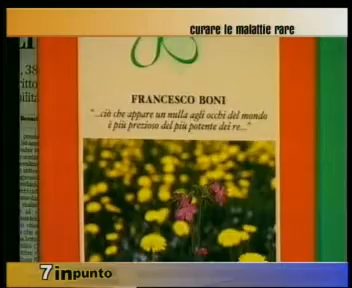 curare le malattie rare
FRANCESCO BONI
"...ciò che appare un nulla agli occhi del mondo
è più prezioso del più potente dei re..."
7inpunto